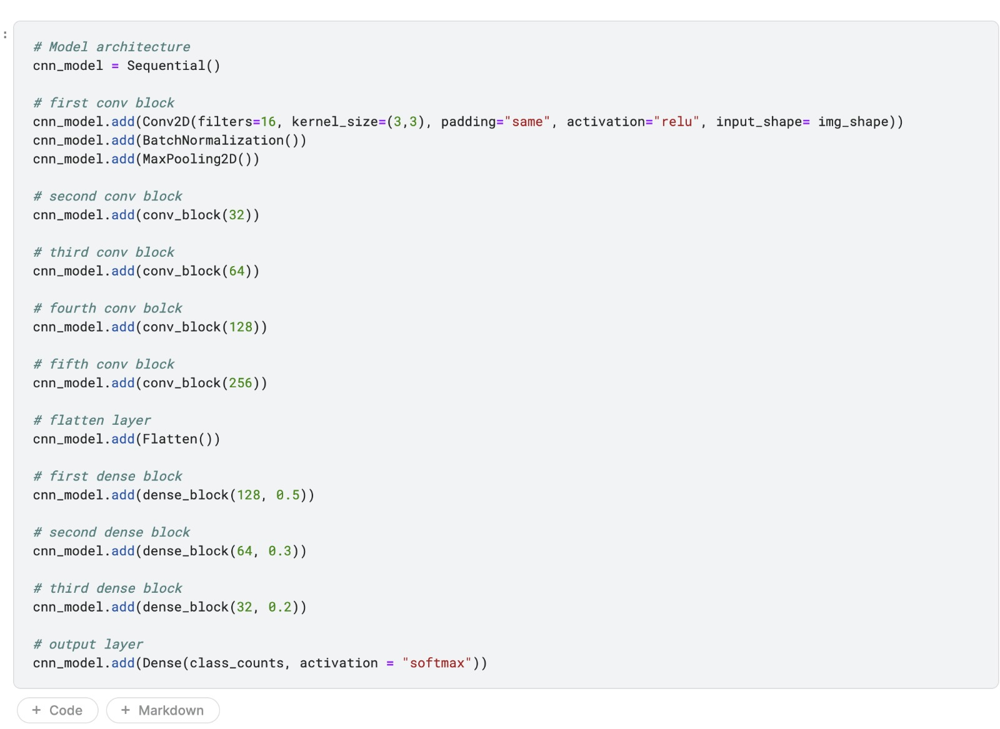 :
# Model architecture
cnn_model = Sequential()
# first conv block
cnn_model.add(Conv2D(filters=16, kernel_size=(3,3), padding="same", activation="relu", input_shape= img_shape))
cnn_model.add(BatchNormalization())
cnn_model.add(MaxPooling2D())
# second conv block
cnn_model.add(conv_block(32))
# third conv block
cnn_model.add(conv_block(64))
# fourth conv bolck
cnn_model.add(conv_block(128))
# fifth conv block
cnn_model.add(conv_block(256))
# flatten layer
cnn_model.add(Flatten())
# first dense block
cnn_model.add(dense_block(128, 0.5))
# second dense block
cnn_model.add(dense_block(64, 0.3))
# third dense block
cnn_model.add(dense_block(32, 0.2))
# output layer
cnn_model.add(Dense(class_counts, activation = "softmax"))
+ Code + Markdown